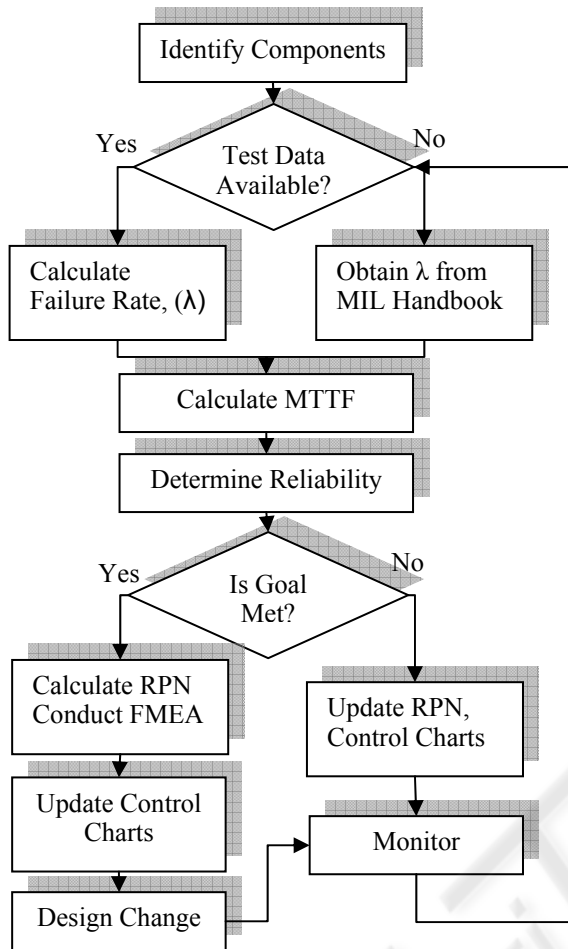 Identify Components
Yes
No
Test Data
Available?
Calculate
Failure Rate, (λ)
Obtain λ from
MIL Handbook
Calculate MTTF
Determine Reliability
Yes
No
Is Goal
Met?
Calculate RPN
Conduct FMEA
Update RPN,
Control Charts
Update Control
Charts
Monitor
Design Change